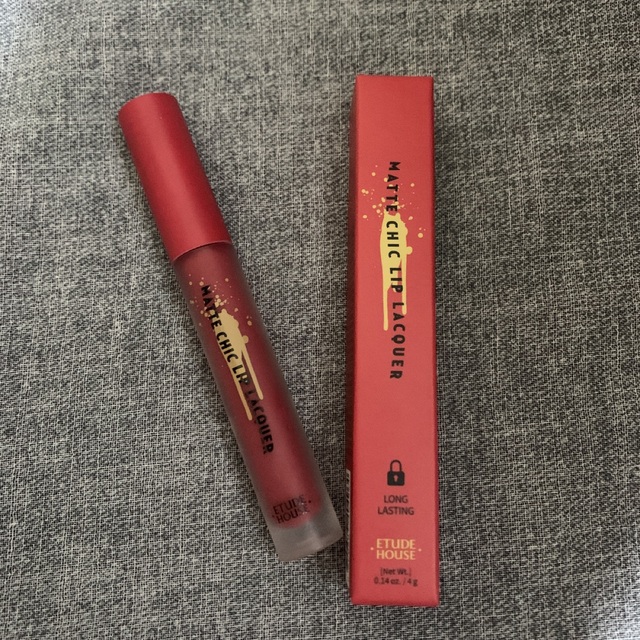 MATTE CHIC LIP LACQUER
ETUDE
HOUSE
MATTE CHIC LIP LACQUER
LONG
LASTING
ETUDE
HOUSE
[Net Wt.]
0.14 oz. / 4 g